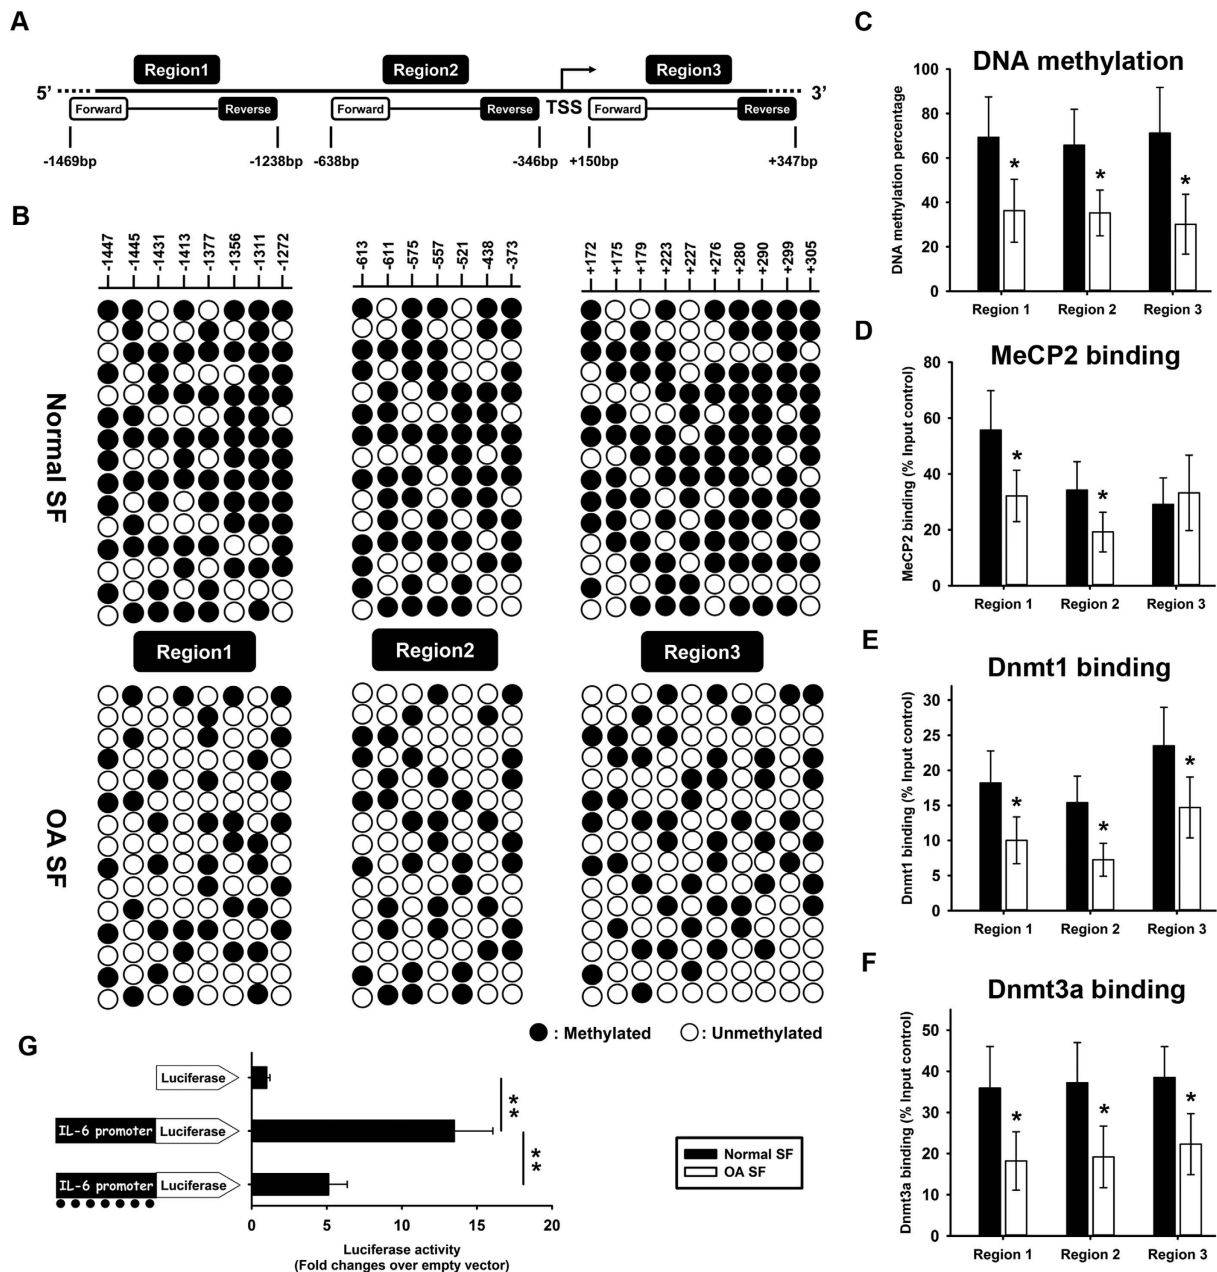 A
Region1 Region2 Region3
5’ 3’
Forward Reverse Forward Reverse TSS Forward Reverse
-1469bp -1238bp -638bp -346bp +150bp +347bp
B
-1447 -1445 -1431 -1413 -1377 -1356 -1311 -1272
-613 -611 -575 -557 -521 -438 -373
+172 +175 +179 +223 +227 +276 +280 +290 +299 +305
Normal SF
Region1 Region2 Region3
OA SF
: Methylated : Unmethylated
C
DNA methylation
DNA methylation percentage
100
80
60
40
20
0
Region 1 Region 2 Region 3
* * *
D
MeCP2 binding
MeCP2 binding (% Input control)
80
60
40
20
0
Region 1 Region 2 Region 3
* *
E
Dnmt1 binding
Dnmt1 binding (% Input control)
30
25
20
15
10
5
0
Region 1 Region 2 Region 3
* * *
F
Dnmt3a binding
Dnmt3a binding (% Input control)
50
40
30
20
10
0
Region 1 Region 2 Region 3
* * *
G
Luciferase
IL-6 promoter Luciferase
IL-6 promoter Luciferase
**
**
0 5 10 15 20
Luciferase activity
(Fold changes over empty vector)
Normal SF
OA SF